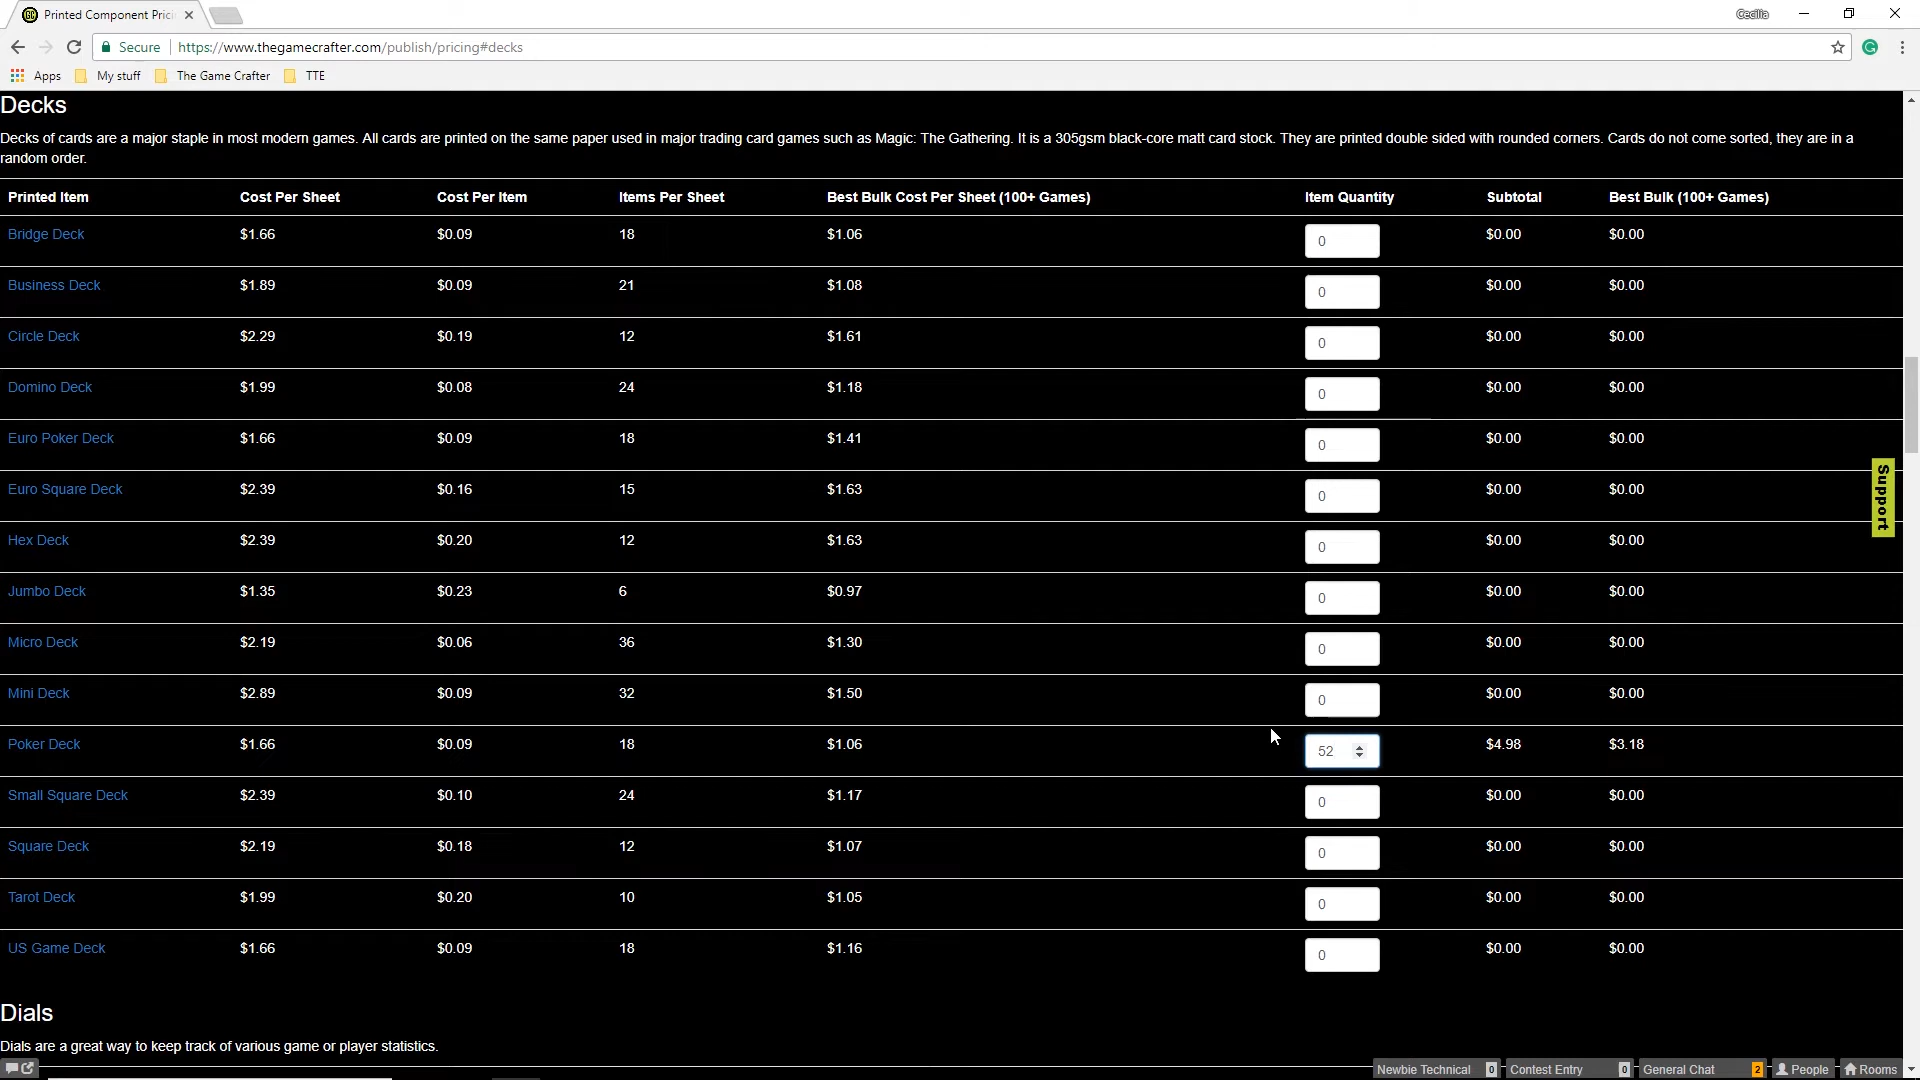 Printed Component Prici
Cecilia
Secure https://www.thegamecrafter.com/publish/pricing#decks
Apps My stuff The Game Crafter TTE
Decks
Decks of cards are a major staple in most modern games. All cards are printed on the same paper used in major trading card games such as Magic: The Gathering. It is a 305gsm black-core matt card stock. They are printed double sided with rounded corners. Cards do not come sorted, they are in a
random order.
Printed Item Cost Per Sheet Cost Per Item Items Per Sheet Best Bulk Cost Per Sheet (100+ Games) Item Quantity Subtotal Best Bulk (100+ Games)
Bridge Deck $1.66 $0.09 18 $1.06 0 $0.00 $0.00
Business Deck $1.89 $0.09 21 $1.08 0 $0.00 $0.00
Circle Deck $2.29 $0.19 12 $1.61 0 $0.00 $0.00
Domino Deck $1.99 $0.08 24 $1.18 0 $0.00 $0.00
Euro Poker Deck $1.66 $0.09 18 $1.41 0 $0.00 $0.00
Euro Square Deck $2.39 $0.16 15 $1.63 0 $0.00 $0.00
Support
Hex Deck $2.39 $0.20 12 $1.63 0 $0.00 $0.00
Jumbo Deck $1.35 $0.23 6 $0.97 0 $0.00 $0.00
Micro Deck $2.19 $0.06 36 $1.30 0 $0.00 $0.00
Mini Deck $2.89 $0.09 32 $1.50 0 $0.00 $0.00
Poker Deck $1.66 $0.09 18 $1.06 52 $4.98 $3.18
Small Square Deck $2.39 $0.10 24 $1.17 0 $0.00 $0.00
Square Deck $2.19 $0.18 12 $1.07 0 $0.00 $0.00
Tarot Deck $1.99 $0.20 10 $1.05 0 $0.00 $0.00
US Game Deck $1.66 $0.09 18 $1.16 0 $0.00 $0.00
Dials
Dials are a great way to keep track of various game or player statistics.
Newbie Technical 0 Contest Entry 0 General Chat 2 People Rooms